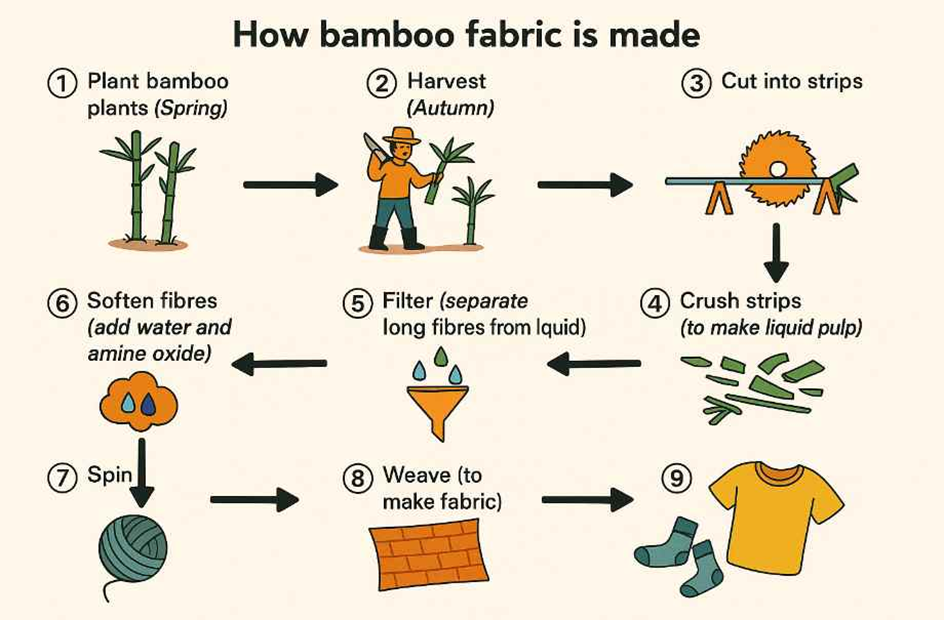 How bamboo fabric is made
1 Plant bamboo
plants (Spring)
2 Harvest
(Autumn)
3 Cut into strips
4 Crush strips
(to make liquid pulp)
5 Filter (separate
long fibres from lquid)
6 Soften fibres
(add water and
amine oxide)
7 Spin
8 Weave (to
make fabric)
9